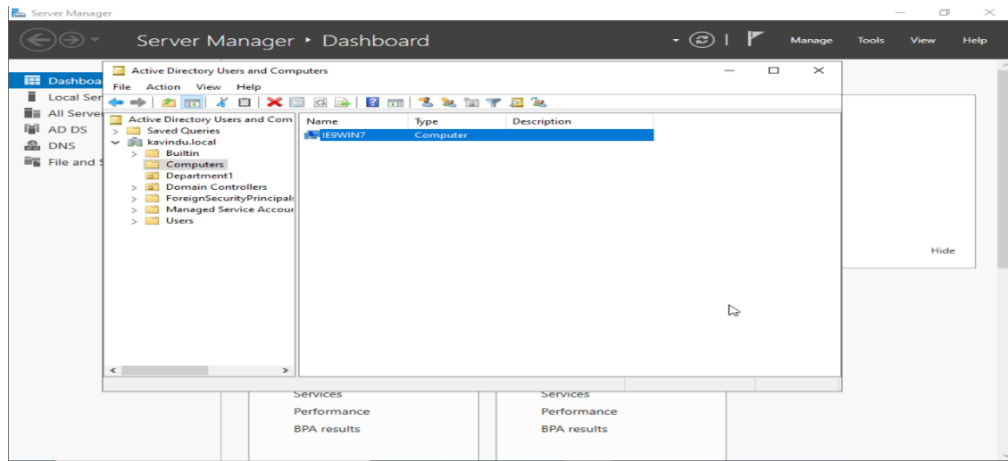 Server Manager
Server Manager ‣ Dashboard
Manage Tools View Help
Dashboa
Local Ser
All Server
AD DS
DNS
File and S
Active Directory Users and Computers
File Action View Help
Active Directory Users and Com
Saved Queries
kavindu.local
Builtin
Computers
Department1
Domain Controllers
ForeignSecurityPrincipals
Managed Service Accour
Users
Name Type Description
IE9WIN7 Computer
Hide
Services
Performance
BPA results
Services
Performance
BPA results